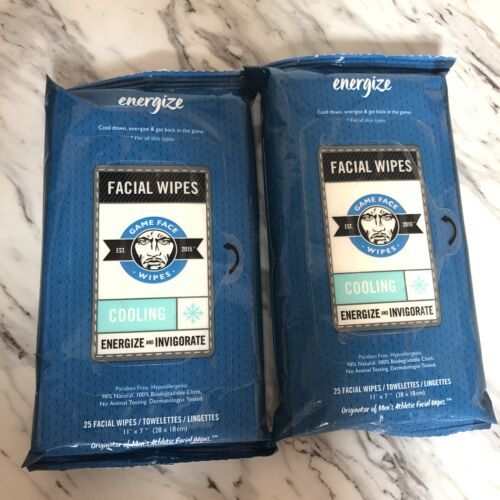 energize
Cool down, energize & get back in the game.
* For all skin types.
FACIAL WIPES
GAME FACE
EST. 2015
WIPES
COOLING
ENERGIZE AND INVIGORATE
Paraben Free. Hypoallergenic.
98% Natural. 100% Biodegradable Cloth.
No Animal Testing. Dermatologist Tested.
25 FACIAL WIPES / TOWELETTES / LINGETTES
11" x 7" (28 x 18cm)
Originator of Men's Athletic Facial Wipes.™
energize
Cool down, energize & get back in the game.
* For all skin types.
FACIAL WIPES
GAME FACE
EST. 2015
WIPES
COOLING
ENERGIZE AND INVIGORATE
Paraben Free. Hypoallergenic.
98% Natural. 100% Biodegradable Cloth.
No Animal Testing. Dermatologist Tested.
25 FACIAL WIPES / TOWELETTES / LINGETTES
11" x 7" (28 x 18cm)
Originator of Men's Athletic Facial Wipes.™